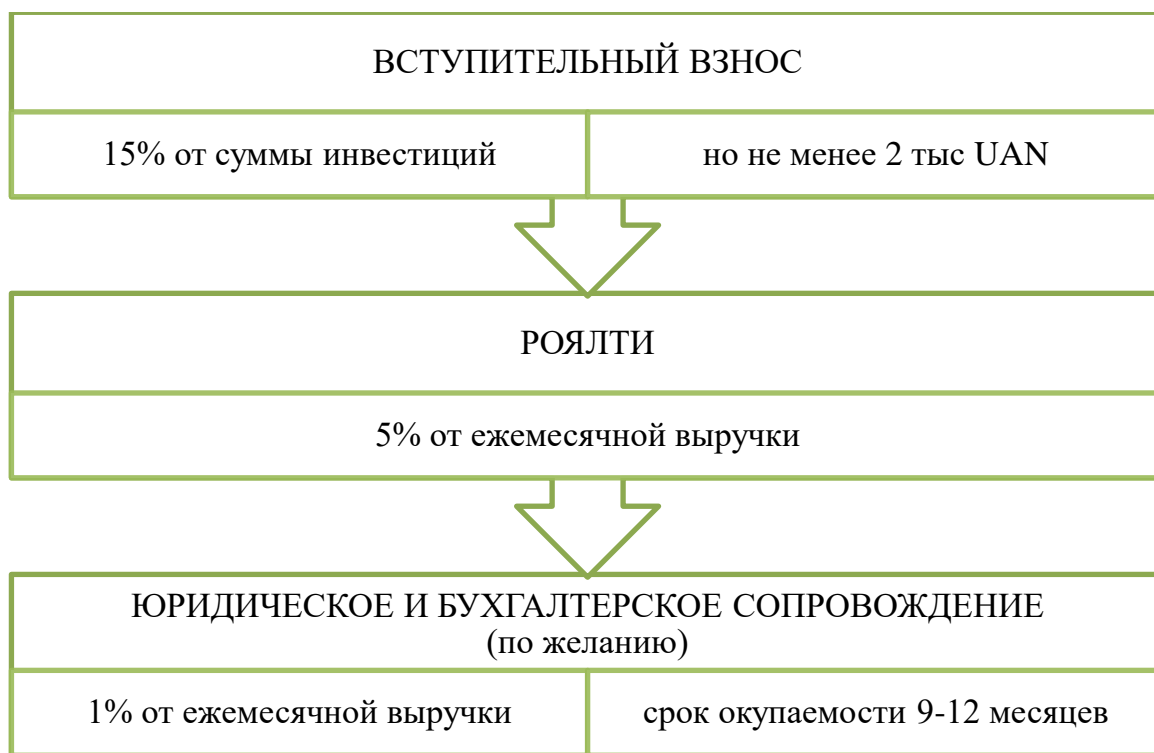 ВСТУПИТЕЛЬНЫЙ ВЗНОС
15% от суммы инвестиций
но не менее 2 тыс UAN
РОЯЛТИ
5% от ежемесячной выручки
ЮРИДИЧЕСКОЕ И БУХГАЛТЕРСКОЕ СОПРОВОЖДЕНИЕ
(по желанию)
1% от ежемесячной выручки
срок окупаемости 9-12 месяцев